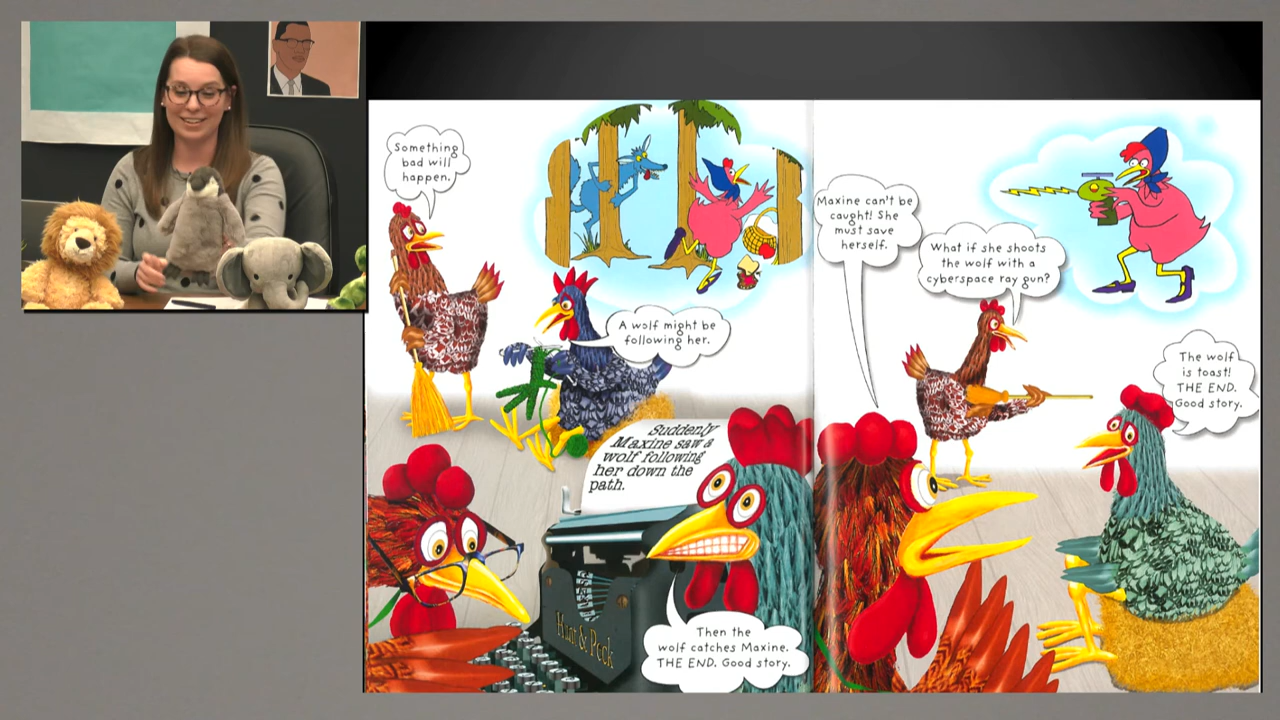 Something
bad will
happen.
A wolf might be
following her.
Suddenly
Maxine saw a
wolf following
her down the
path.
Hunt & Peck
Then the
wolf catches Maxine.
THE END. Good story.
Maxine can't be
caught! She
must save
herself.
What if she shoots
the wolf with a
cyberspace ray gun?
The wolf
is toast!
THE END.
Good story.